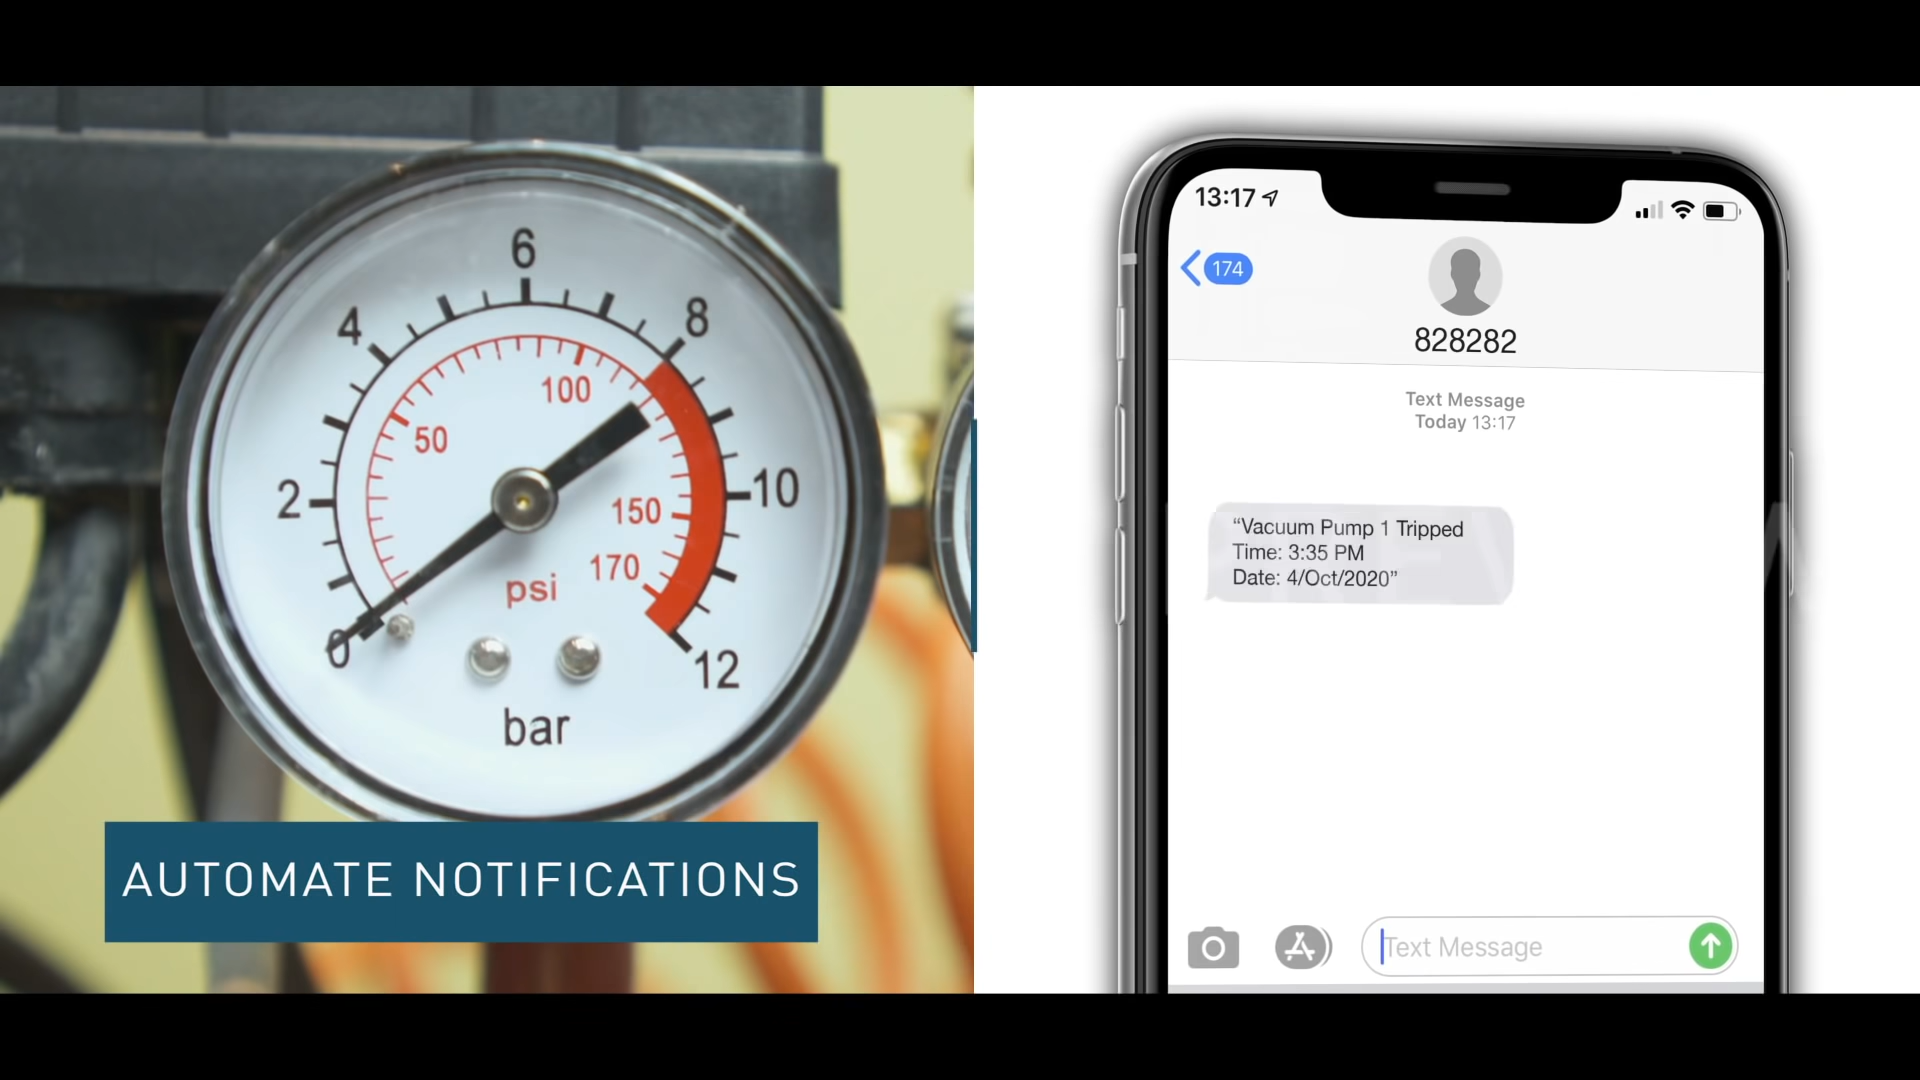 6
4
8
100
50
2
10
150
170
psi
0
12
bar
AUTOMATE NOTIFICATIONS
13:17
174
828282
Text Message
Today 13:17
“Vacuum Pump 1 Tripped
Time: 3:35 PM
Date: 4/Oct/2020”
Text Message